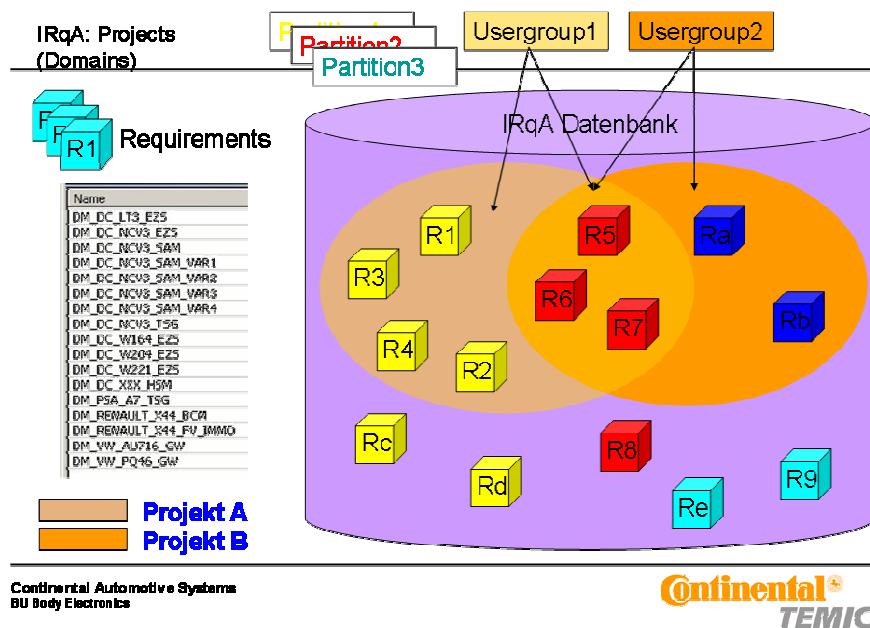 IRqA: Projects
(Domains)
Partition2
Partition3
Usergroup1
Usergroup2
R1
Requirements
IRqA Datenbank
Name
DM_DC_LT3_EZS
DM_DC_NCV3_EZS
DM_DC_NCV3_SAM
DM_DC_NCV3_SAM_VAR1
DM_DC_NCV3_SAM_VAR2
DM_DC_NCV3_SAM_VAR3
DM_DC_NCV3_SAM_VAR4
DM_DC_NCV3_TSG
DM_DC_W164_EZS
DM_DC_W204_EZS
DM_DC_W221_EZS
DM_DC_X8X_HSM
DM_PSA_A7_TSG
DM_RENAULT_X44_BCM
DM_RENAULT_X44_FV_IMMO
DM_VW_AU716_GW
DM_VW_PQ46_GW
R1
R5
Ra
R3
R6
R7
Rb
R4
R2
Rc
R8
Rd
Re
R9
Projekt A
Projekt B
Continental Automotive Systems
BU Body Electronics
Continental
TEMIC